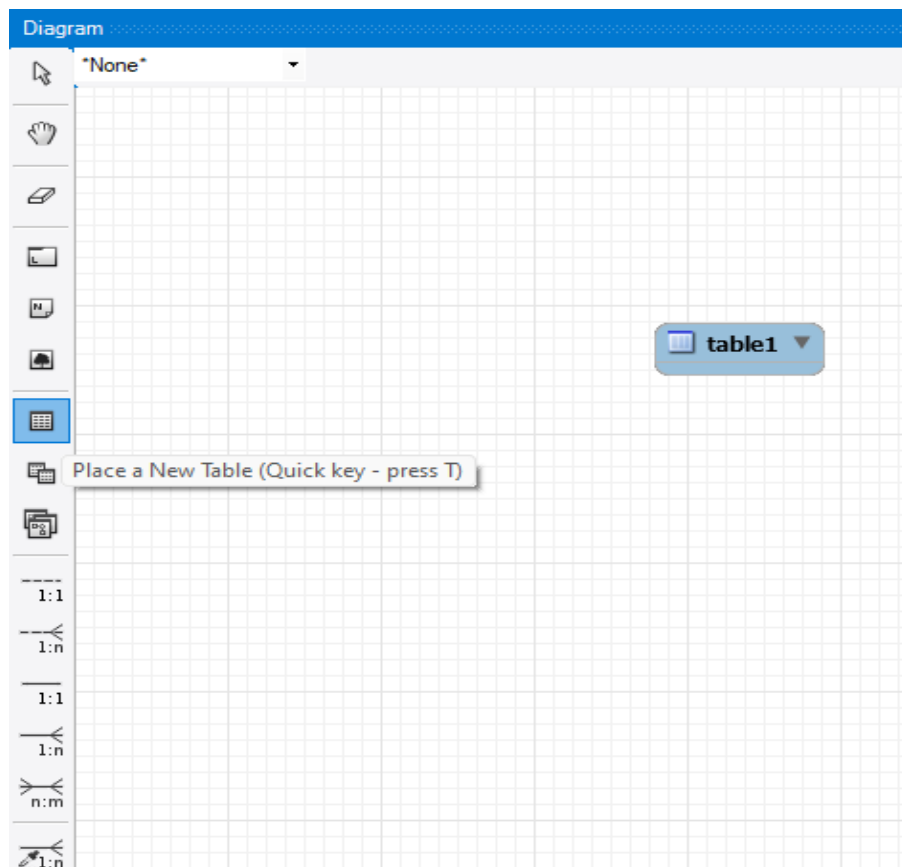 Diagram
*None*
table1
Place a New Table (Quick key - press T)
1:1
1:n
1:1
1:n
n:m
1:n